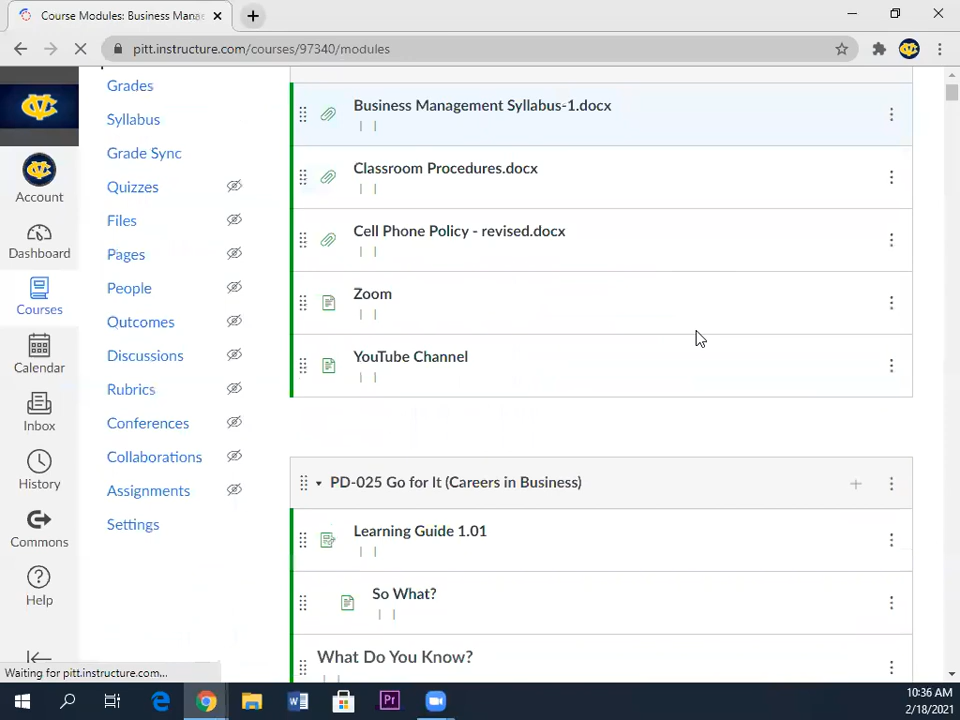 Course Modules: Business Mana
pitt.instructure.com/courses/97340/modules
Account
Dashboard
Courses
Calendar
Inbox
History
Commons
Help
Grades
Syllabus
Grade Sync
Quizzes
Files
Pages
People
Outcomes
Discussions
Rubrics
Conferences
Collaborations
Assignments
Settings
Business Management Syllabus-1.docx
Classroom Procedures.docx
Cell Phone Policy - revised.docx
Zoom
YouTube Channel
PD-025 Go for It (Careers in Business)
Learning Guide 1.01
So What?
What Do You Know?
Waiting for pitt.instructure.com...
10:36 AM
2/18/2021